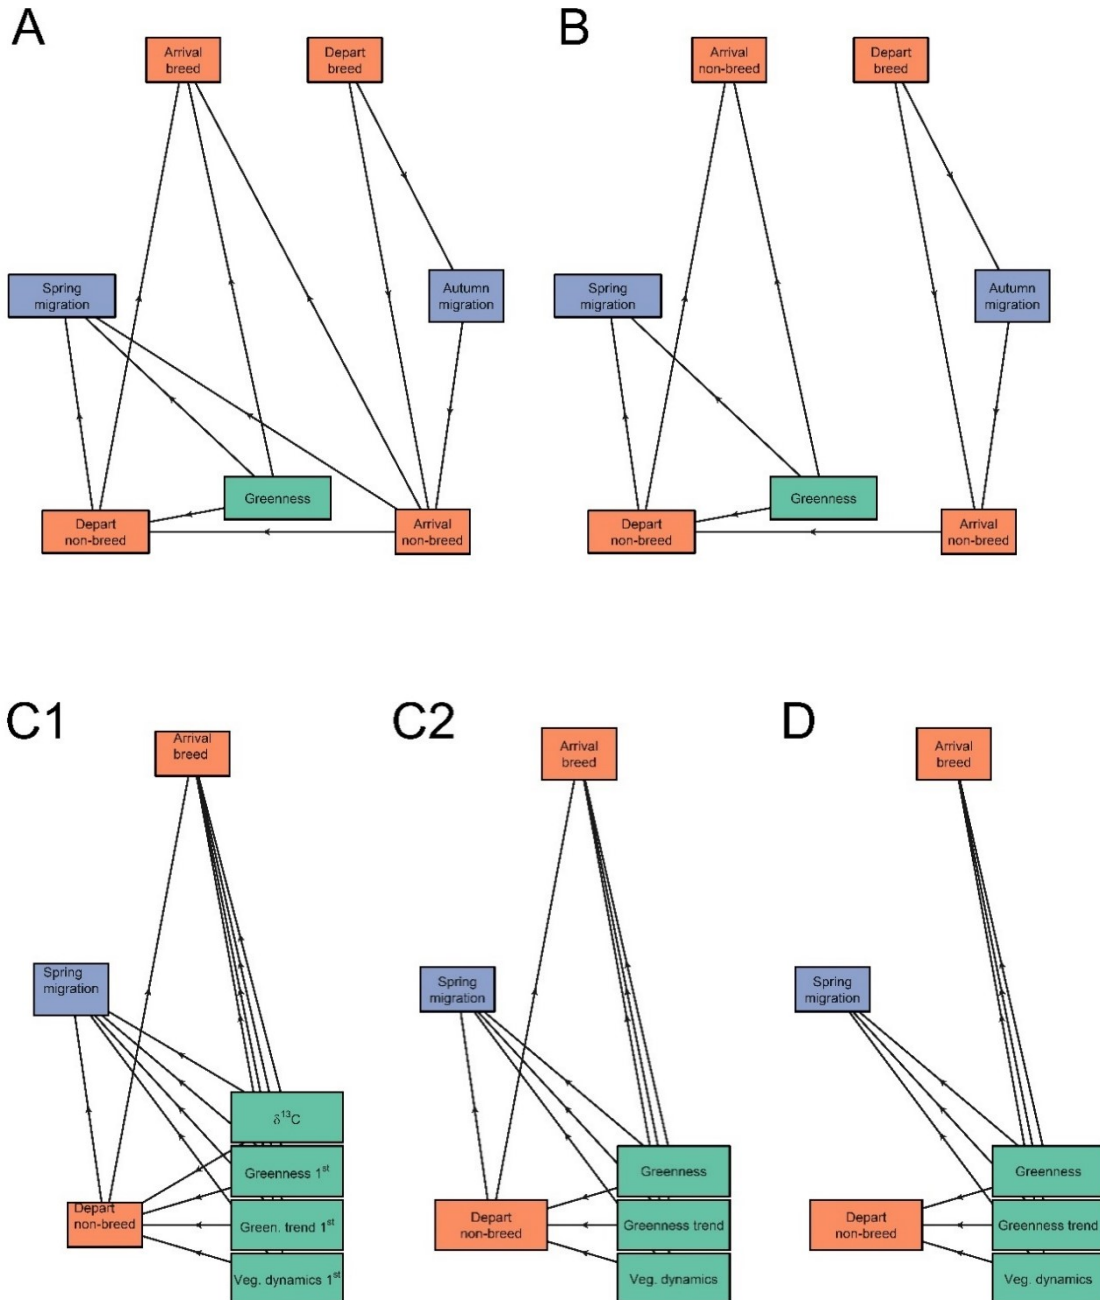 A
Arrival
breed
Depart
breed
Spring
migration
Autumn
migration
Greenness
Depart
non-breed
Arrival
non-breed
B
Arrival
non-breed
Depart
breed
Spring
migration
Autumn
migration
Greenness
Depart
non-breed
Arrival
non-breed
C1
Arrival
breed
Spring
migration
δ¹³C
Greenness 1ˢᵗ
Depart
non-breed
Green. trend 1ˢᵗ
Veg. dynamics 1ˢᵗ
C2
Arrival
breed
Spring
migration
Greenness
Depart
non-breed
Greenness trend
Veg. dynamics
D
Arrival
breed
Spring
migration
Greenness
Depart
non-breed
Greenness trend
Veg. dynamics